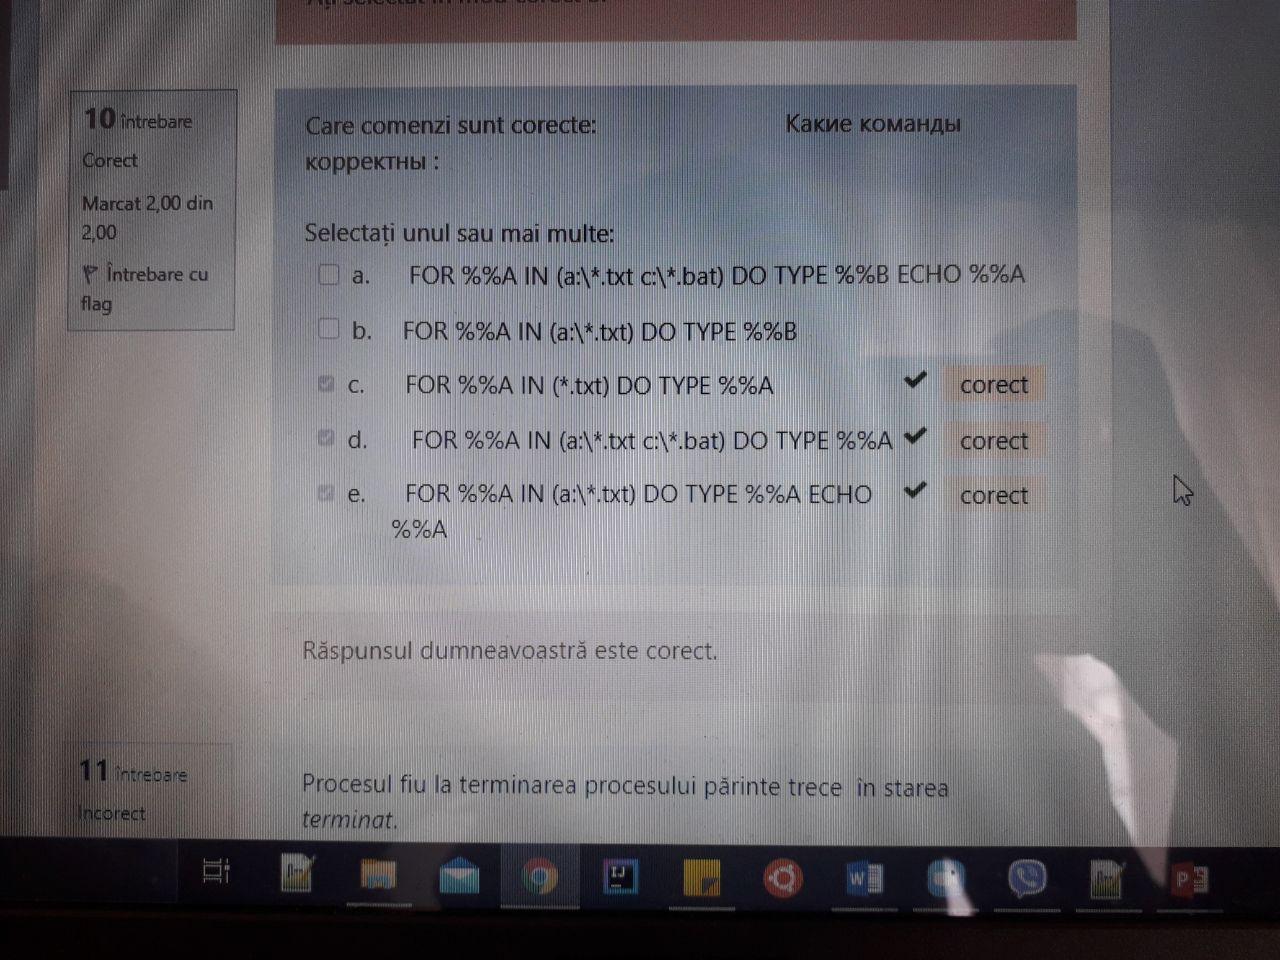 10 întrebare
Corect
Marcat 2,00 din
2,00
Întrebare cu
flag
Care comenzi sunt corecte: Какие команды
корректны :
Selectați unul sau mai multe:
a. FOR %%A IN (a:\*.txt c:\*.bat) DO TYPE %%B ECHO %%A
b. FOR %%A IN (a:\*.txt) DO TYPE %%B
c. FOR %%A IN (*.txt) DO TYPE %%A corect
d. FOR %%A IN (a:\*.txt c:\*.bat) DO TYPE %%A corect
e. FOR %%A IN (a:\*.txt) DO TYPE %%A ECHO corect
%%A
Răspunsul dumneavoastră este corect.
11 întrebare
Incorect
Procesul fiu la terminarea procesului părinte trece în starea
terminat.